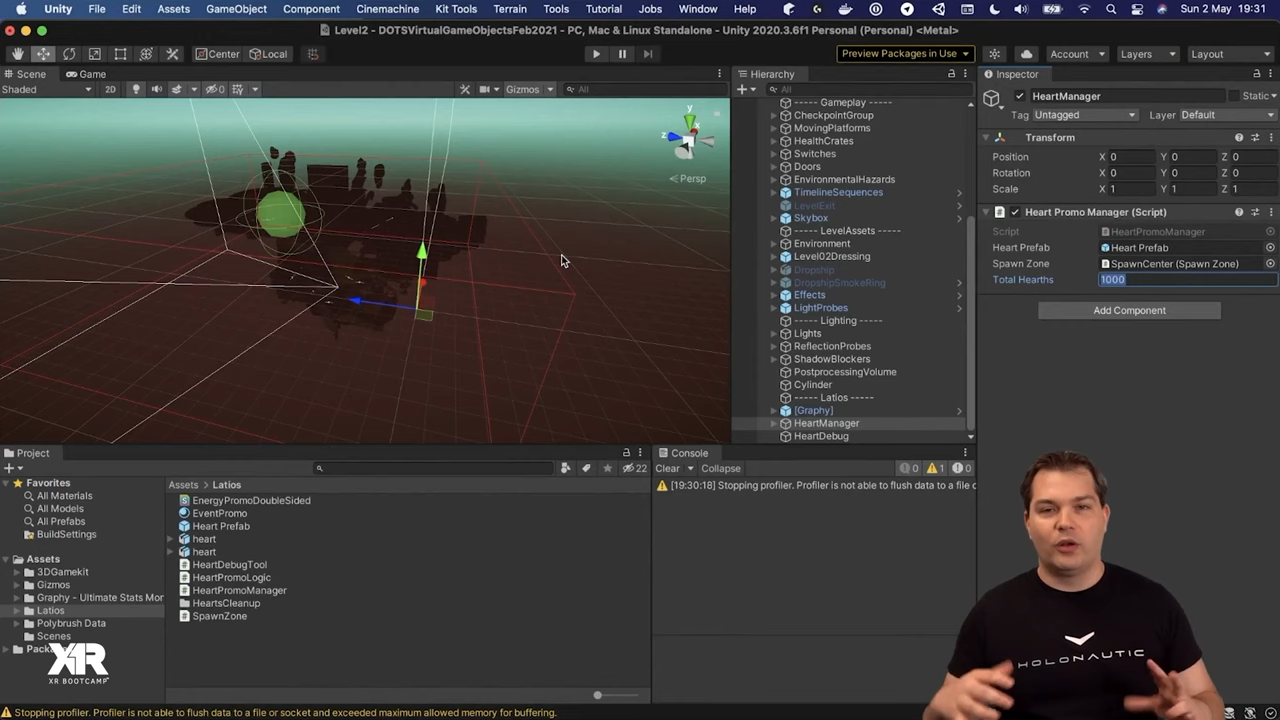 Unity File Edit Assets GameObject Component Cinemachine Kit Tools Terrain Tools Tutorial Jobs Window Help Sun 2 May 19:31
Level2 - DOTSVirtualGameObjectsFeb2021 - PC, Mac & Linux Standalone - Unity 2020.3.6f1 Personal (Personal) <Metal>
Center Local Preview Packages in Use Account Layers Layout
Scene Game
Shaded 2D 0 Gizmos All
y
x
z
Persp
Hierarchy
All
----- Gameplay -----
CheckpointGroup
MovingPlatforms
HealthCrates
Switches
Doors
EnvironmentalHazards
TimelineSequences
LevelExit
Skybox
----- LevelAssets -----
Environment
Level02Dressing
Dropship
DropshipSmokeRing
Effects
LightProbes
----- Lighting -----
Lights
ReflectionProbes
ShadowBlockers
PostprocessingVolume
Cylinder
----- Latios -----
[Graphy]
HeartManager
HeartDebug
Inspector
HeartManager Static
Tag Untagged Layer Default
Transform
Position X 0 Y 0 Z 0
Rotation X 0 Y 0 Z 0
Scale X 1 Y 1 Z 1
Heart Promo Manager (Script)
Script HeartPromoManager
Heart Prefab Heart Prefab
Spawn Zone SpawnCenter (Spawn Zone)
Total Hearths 1000
Add Component
Project
22
Favorites
All Materials
All Models
All Prefabs
BuildSettings
Assets
3DGamekit
Gizmos
Graphy - Ultimate Stats Mor
Latios
Polybrush Data
Scenes
Pack
Assets Latios
EnergyPromoDoubleSided
EventPromo
Heart Prefab
heart
heart
HeartDebugTool
HeartPromoLogic
HeartPromoManager
HeartsCleanup
SpawnZone
Console
Clear Collapse 0 1 0
[19:30:18] Stopping profiler. Profiler is not able to flush data to a file o
HOLONAUTIC
XR
XR BOOTCAMP
Stopping profiler. Profiler is not able to flush data to a file or socket and exceeded maximum allowed memory for buffering.